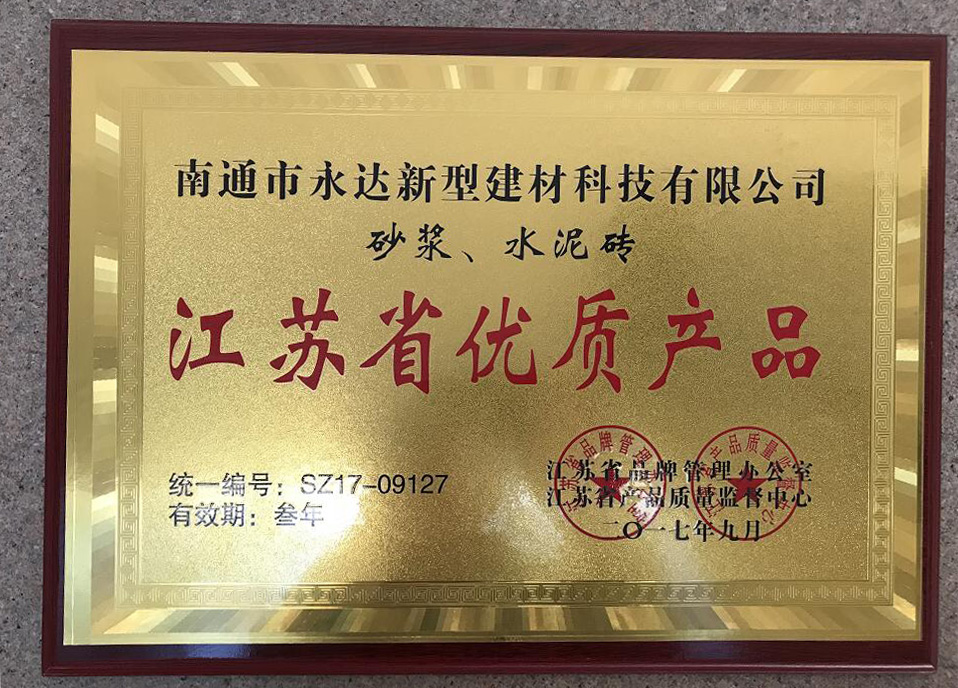 南通市永达新型建材科技有限公司
砂浆、水泥砖
江苏省优质产品
统一编号：SZ17-09127
有效期：叁年
江苏省品牌管理办公室
江苏省产品质量监督中心
二〇一七年九月